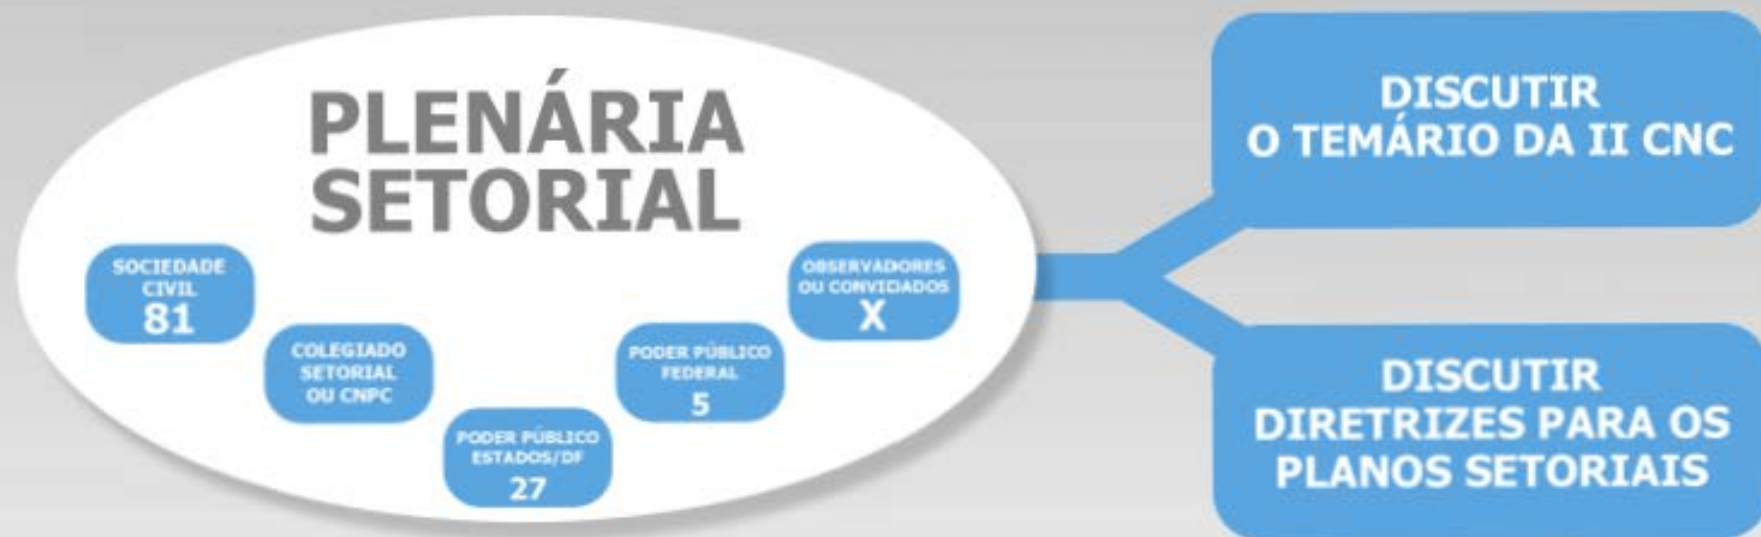 PLENÁRIA
SETORIAL
SOCIEDADE
CIVIL
81
COLEGIADO
SETORIAL
OU CNPC
PODER PÚBLICO
ESTADOS/DF
27
PODER PÚBLICO
FEDERAL
5
OBSERVADORES
OU CONVIDADOS
X
DISCUTIR
O TEMÁRIO DA II CNC
DISCUTIR
DIRETRIZES PARA OS
PLANOS SETORIAIS